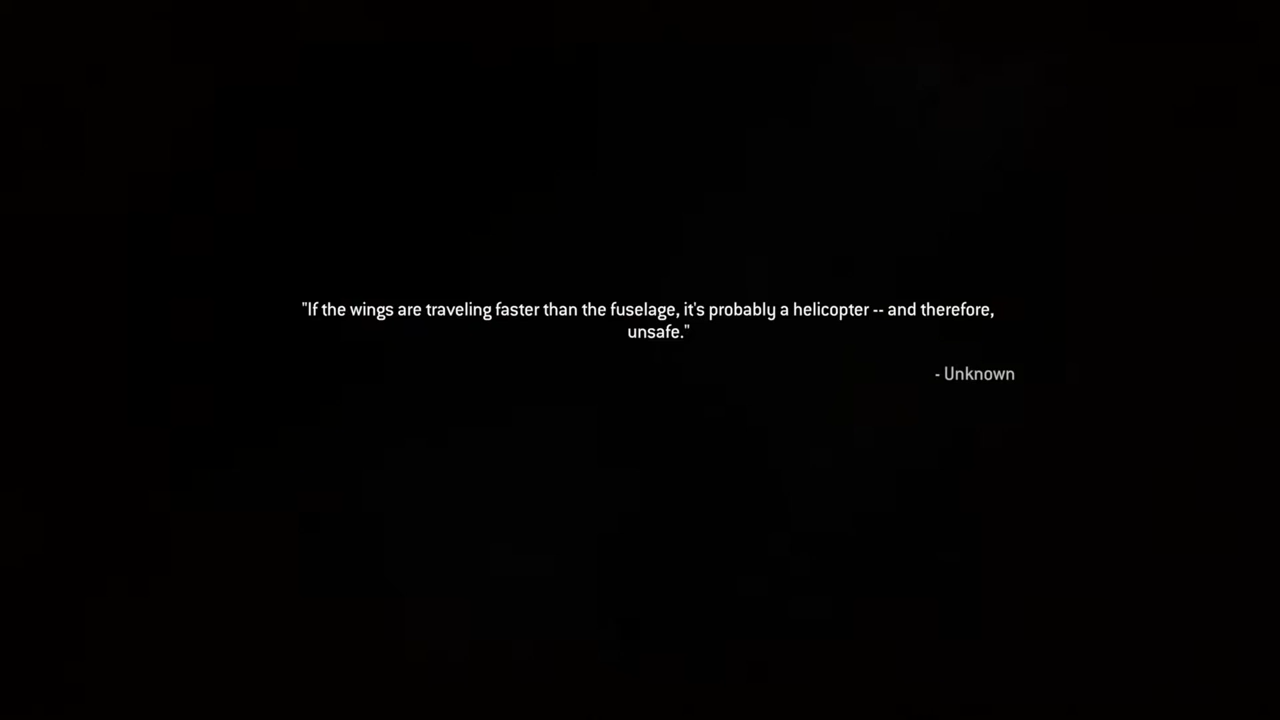 "If the wings are traveling faster than the fuselage, it's probably a helicopter -- and therefore,
unsafe."
- Unknown